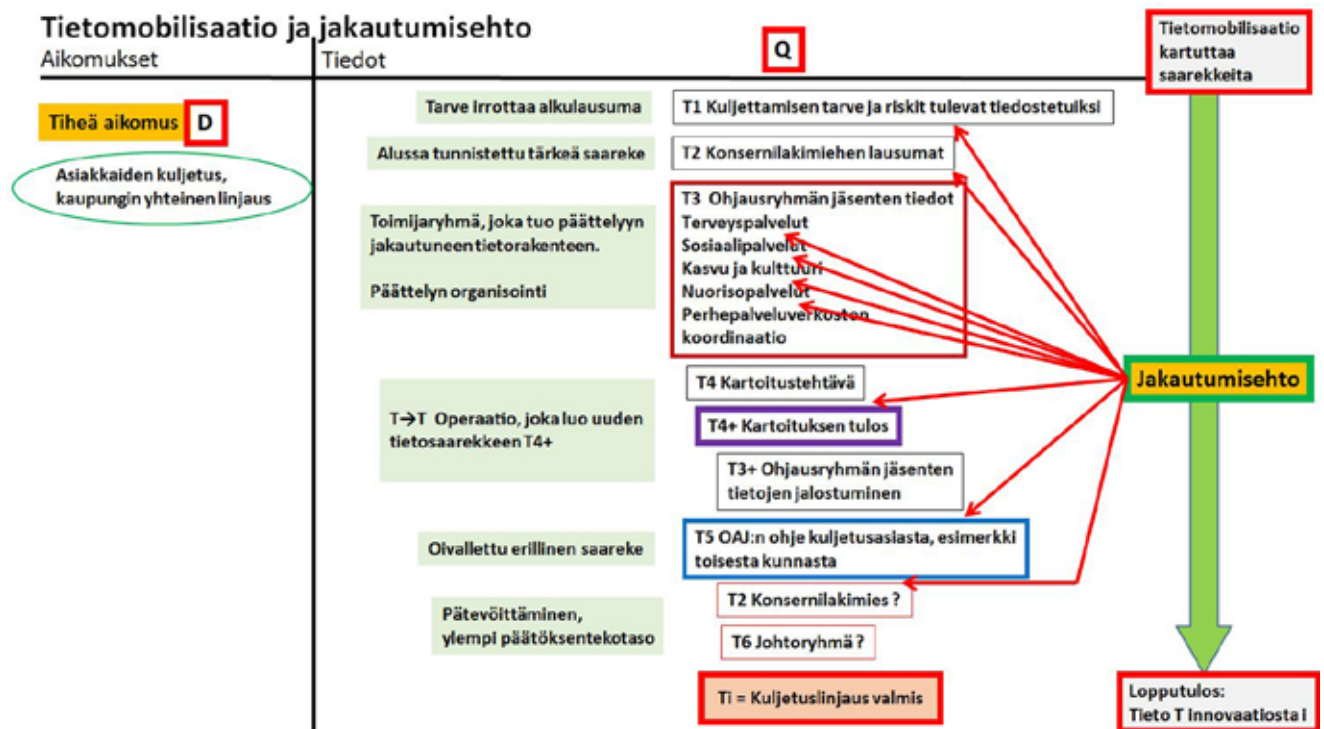 Tietomobilisaatio ja jakautumisehto
Aikomukset
Tiedot
Q
Tietomobilisaatio
kartuttaa
saarekkeita
Tiheä aikomus
D
Asiakkaiden kuljetus,
kaupungin yhteinen linjaus
Tarve irrottaa alkulausuma
T1 Kuljettamisen tarve ja riskit tulevat tiedostetuiksi
Alussa tunnistettu tärkeä saareke
T2 Konsernilakimiehen lausumat
Toimijaryhmä, joka tuo päättelyyn
jakautuneen tietorakenteen.
Päättelyn organisointi
T3 Ohjausryhmän jäsenten tiedot
Terveyspalvelut
Sosiaalipalvelut
Kasvu ja kulttuuri
Nuorisopalvelut
Perhepalveluverkoston
koordinaatio
Jakautumisehto
T→T Operaatio, joka luo uuden
tietosaarekkeen T4+
T4 Kartoitustehtävä
T4+ Kartoituksen tulos
T3+ Ohjausryhmän jäsenten
tietojen jalostuminen
Oivallettu erillinen saareke
T5 OAJ:n ohje kuljetusasiasta, esimerkki
toisesta kunnasta
Pätevöittäminen,
ylempi päätöksentekotaso
T2 Konsernilakimies ?
T6 Johtoryhmä ?
Ti = Kuljetuslinjaus valmis
Lopputulos:
Tieto T innovaatiosta i